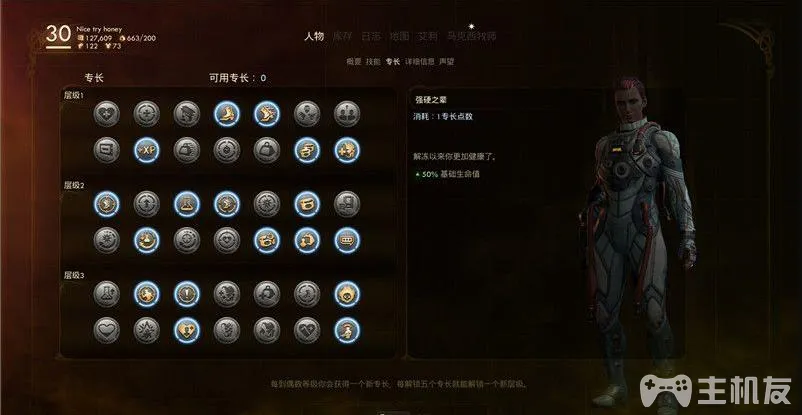 30 Nice try honey
127,609 663/200
122 73
人物 库存 日志 地图 艾利 马克西牧师
概要 技能 专长 详细信息 声望
专长 可用专长：0
层级1
+XP
层级2
层级3
强硬之晕
消耗：1专长点数
解冻以来你更加健康了。
50% 基础生命值
每到偶数等级你会获得一个新专长，每解锁五个专长就能解锁一个新层级。
主机友